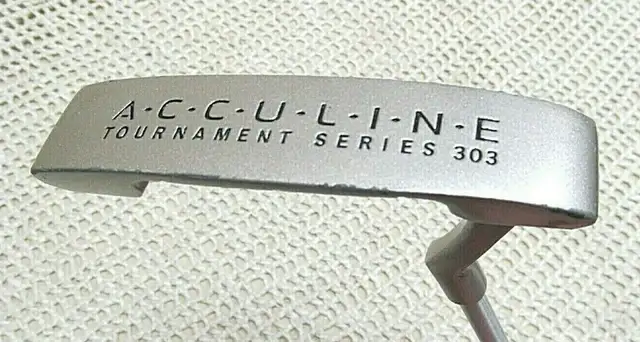 A·C·C·U·L·I·N·E
TOURNAMENT SERIES 303